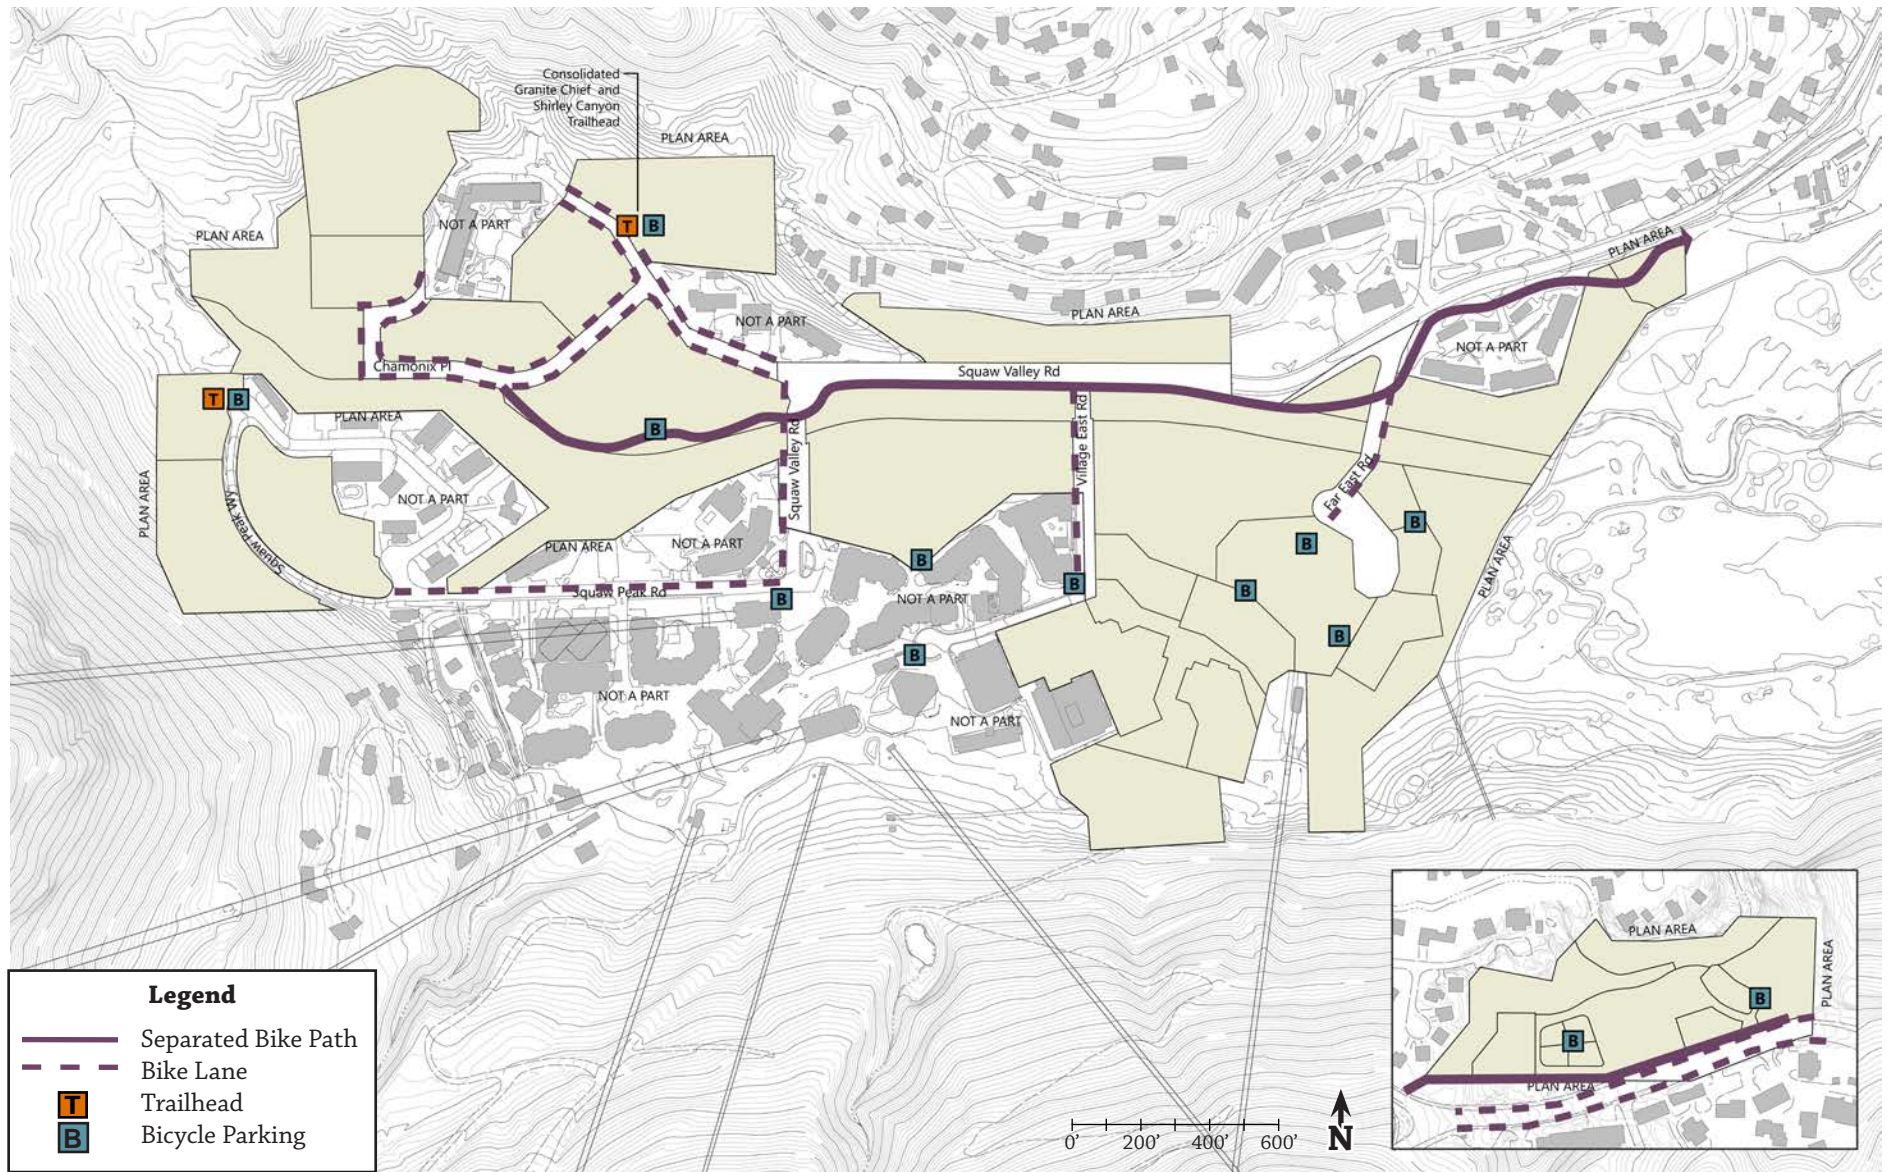 Consolidated
Granite Chief and
Shirley Canyon
Trailhead
PLAN AREA
T B
NOT A PART
PLAN AREA
PLAN AREA
PLAN AREA
NOT A PART
NOT A PART
Chamonix Pl
Squaw Valley Rd
T B
PLAN AREA
B
Squaw Valley Rd
Village East Rd
Far East Rd
PLAN AREA
NOT A PART
Squaw Peak Wy
PLAN AREA
NOT A PART
B
B
B
B
B
PLAN AREA
B
Squaw Peak Rd
B
NOT A PART
B
B
NOT A PART
NOT A PART
PLAN AREA
PLAN AREA
B
B
PLAN AREA
Legend
Separated Bike Path
Bike Lane
T Trailhead
B Bicycle Parking
0' 200' 400' 600'
N